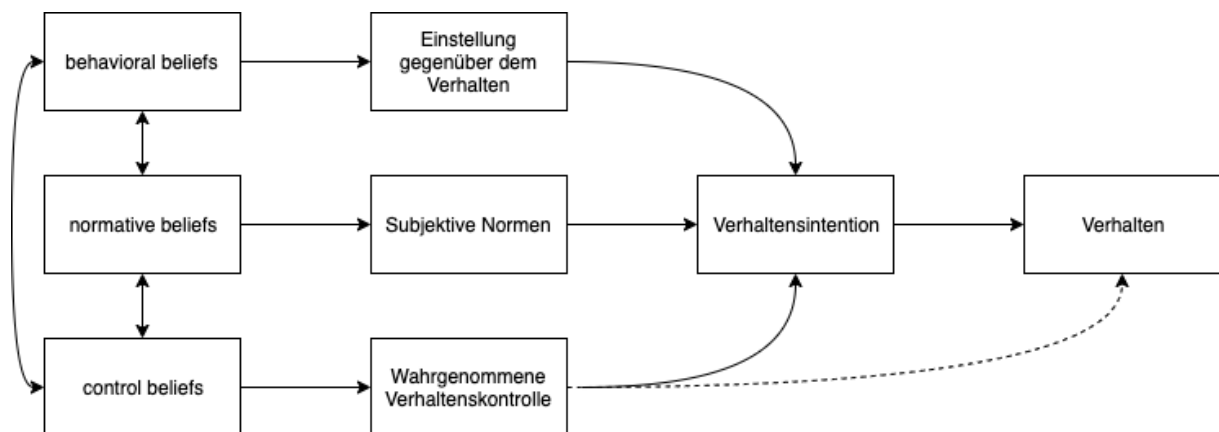 behavioral beliefs
Einstellung
gegenüber dem
Verhalten
normative beliefs
Subjektive Normen
Verhaltensintention
Verhalten
control beliefs
Wahrgenommene
Verhaltenskontrolle